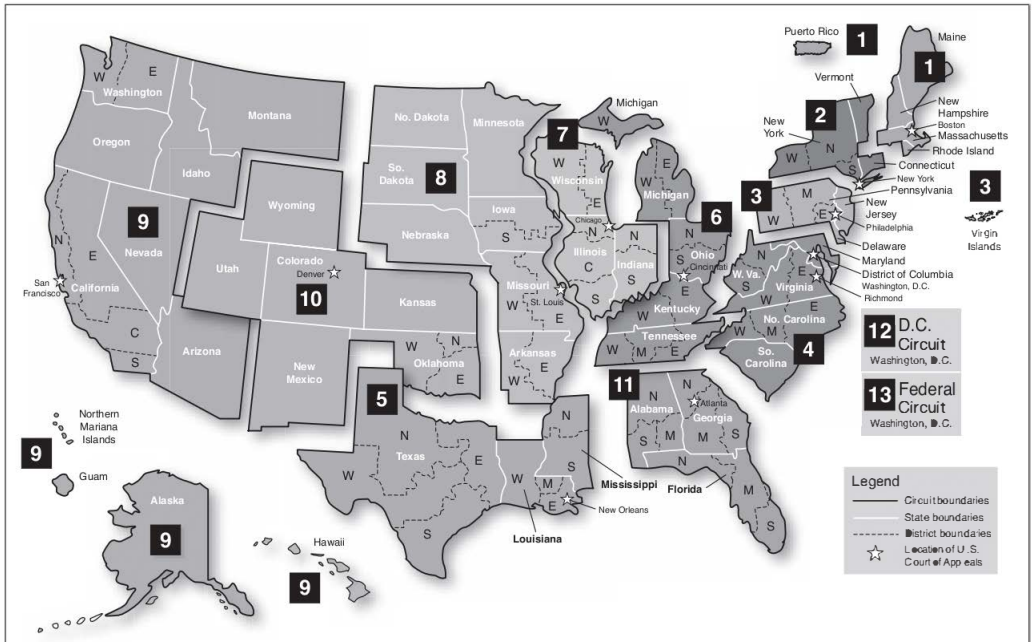 Puerto Rico
1
Maine
1
Vermont
New
Hampshire
Boston
Massachusetts
Rhode Island
Connecticut
New York
Pennsylvania
3
Virgin
Islands
New
Jersey
Philadelphia
Delaware
Maryland
District of Columbia
Washington, D.C.
Richmond
2
New
York
W
N
E
S
3
W
M
E
W
E
Washington
Oregon
Montana
Idaho
Wyoming
9
Nevada
N
E
San
Francisco
California
C
S
Utah
Colorado
Denver
10
Arizona
New
Mexico
Kansas
W
N
Oklahoma
E
No. Dakota
Minnesota
So.
Dakota
8
Nebraska
Iowa
N
S
Missouri
W
E
St. Louis
Arkansas
W
E
7
W
Wisconsin
E
Chicago
N
Illinois
C
S
N
Indiana
S
Michigan
W
E
W
Michigan
6
N
Ohio
S
Cincinnati
E
Kentucky
W
Tennessee
W
M
E
N
W. Va.
S
E
Virginia
W
No. Carolina
W
M
E
So.
Carolina
4
12
D.C.
Circuit
Washington, D.C.
13
Federal
Circuit
Washington, D.C.
5
N
Texas
W
E
S
N
S
Mississippi
W
M
E
New Orleans
Louisiana
11
N
Alabama
S
M
N
Atlanta
Georgia
M
S
N
Florida
M
S
Northern
Mariana
Islands
9
Guam
Alaska
9
Hawaii
9
Legend
Circuit boundaries
State boundaries
District boundaries
Location of U.S.
Court of Appeals